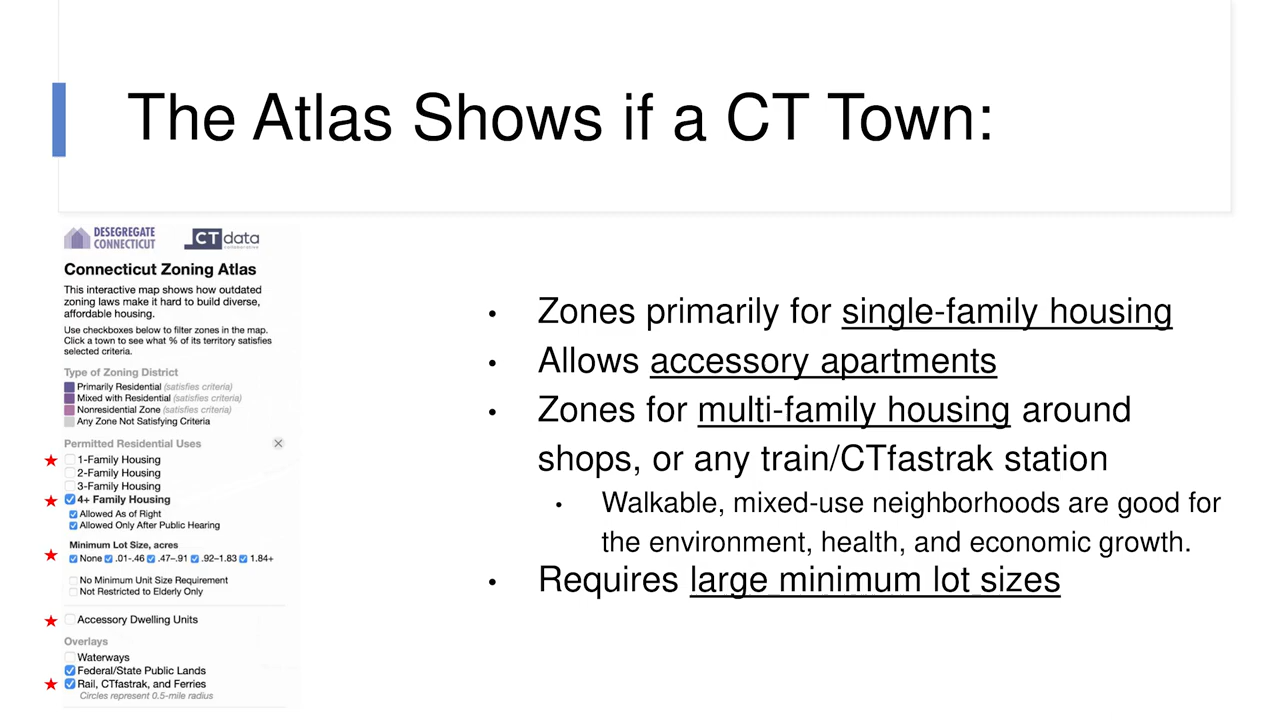 The Atlas Shows if a CT Town:
DESEGREGATE
CONNECTICUT
CTdata
collaborative
Connecticut Zoning Atlas
This interactive map shows how outdated
zoning laws make it hard to build diverse,
affordable housing.
Use checkboxes below to filter zones in the map.
Click a town to see what % of its territory satisfies
selected criteria.
Type of Zoning District
Primarily Residential (satisfies criteria)
Mixed with Residential (satisfies criteria)
Nonresidential Zone (satisfies criteria)
Any Zone Not Satisfying Criteria
Permitted Residential Uses
1-Family Housing
2-Family Housing
3-Family Housing
4+ Family Housing
Allowed As of Right
Allowed Only After Public Hearing
Minimum Lot Size, acres
None .01-.46 .47–.91 .92–1.83 1.84+
No Minimum Unit Size Requirement
Not Restricted to Elderly Only
Accessory Dwelling Units
Overlays
Waterways
Federal/State Public Lands
Rail, CTfastrak, and Ferries
Circles represent 0.5-mile radius
• Zones primarily for single-family housing
• Allows accessory apartments
• Zones for multi-family housing around
shops, or any train/CTfastrak station
• Walkable, mixed-use neighborhoods are good for
the environment, health, and economic growth.
• Requires large minimum lot sizes